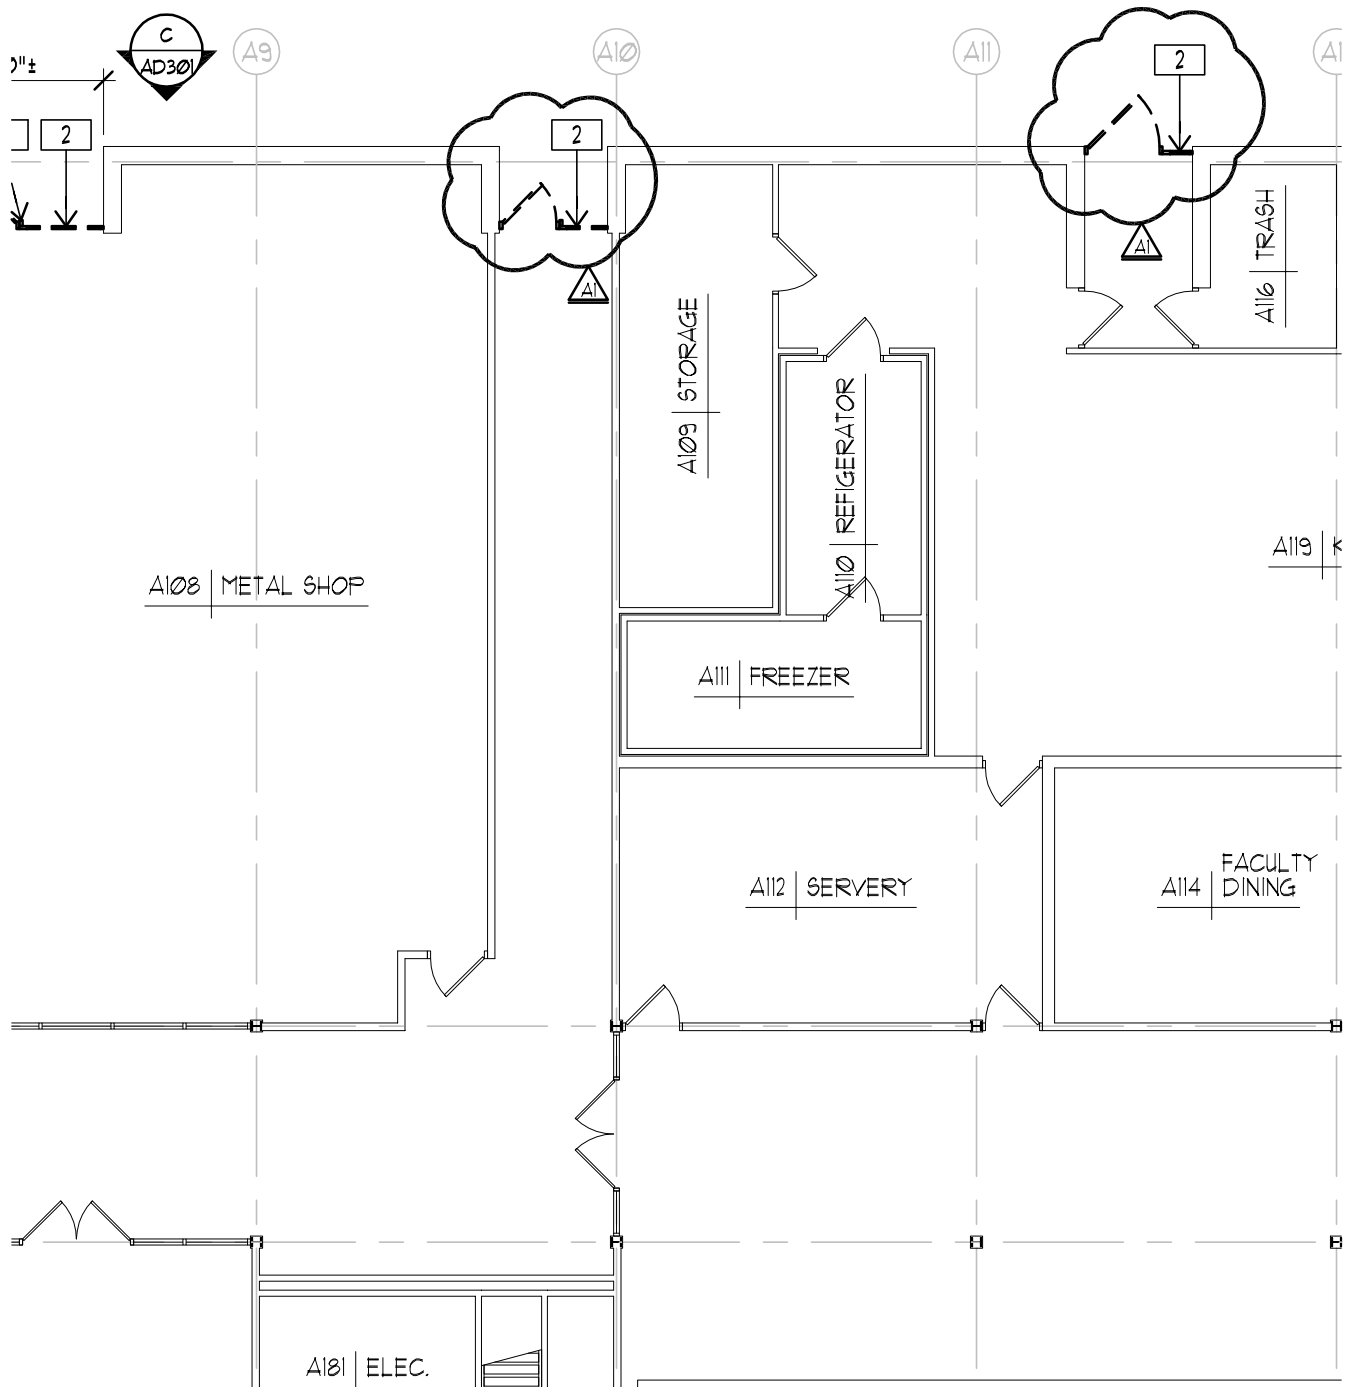 C
AD301
A9
A10
A11
0"±
2
2
2
A1
A1
A116 TRASH
A109 STORAGE
A110 REFIGERATOR
A119
A108 METAL SHOP
A111 FREEZER
A112 SERVERY
A114 FACULTY
DINING
A181 ELEC.